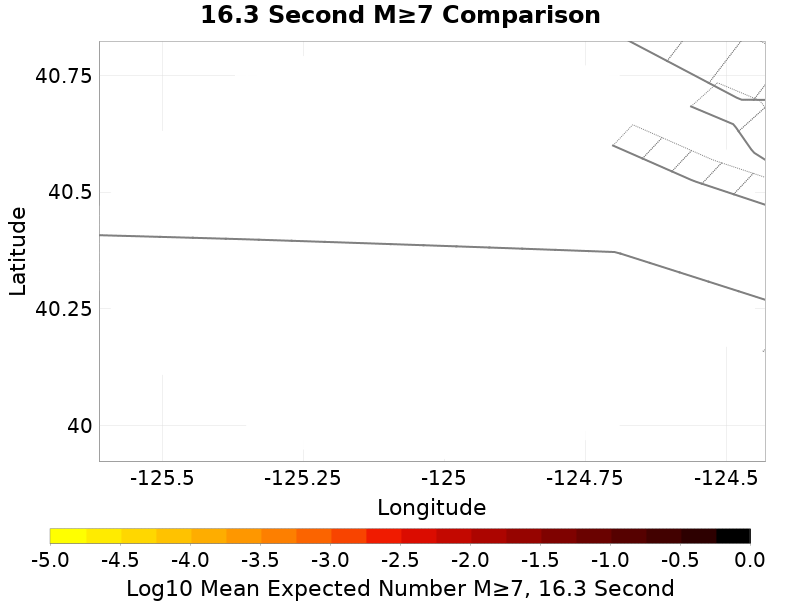 16.3 Second M≥7 Comparison
40.75
40.5
40.25
40
Latitude
-125.5 -125.25 -125 -124.75 -124.5
Longitude
-5.0 -4.5 -4.0 -3.5 -3.0 -2.5 -2.0 -1.5 -1.0 -0.5 0.0
Log10 Mean Expected Number M≥7, 16.3 Second